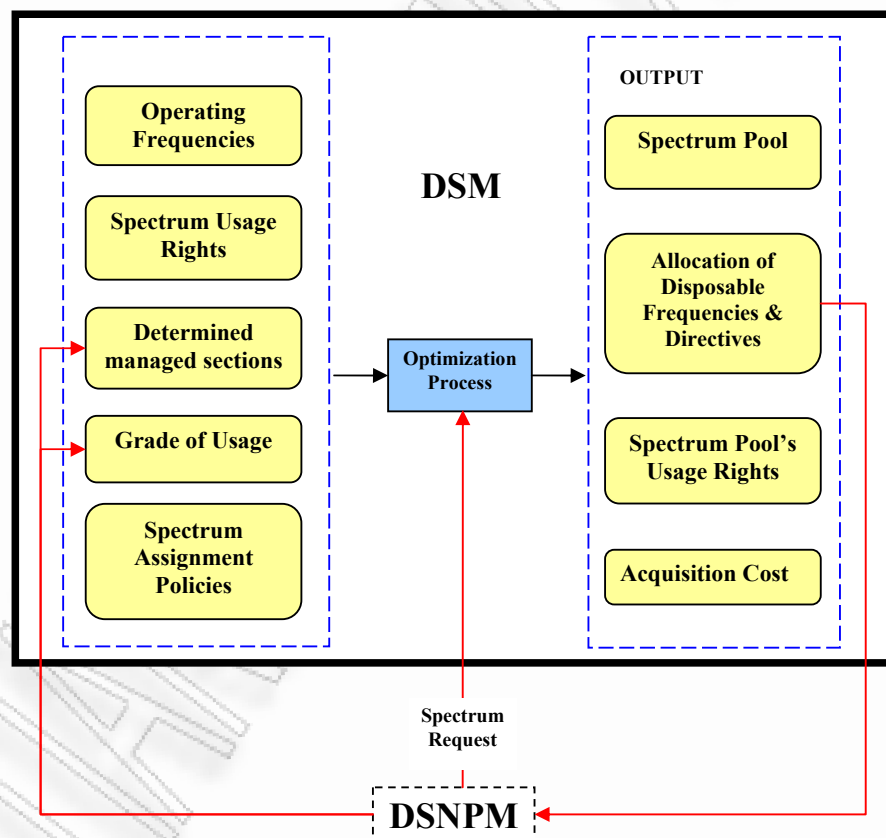 Operating
Frequencies
Spectrum Usage
Rights
Determined
managed sections
Grade of Usage
Spectrum
Assignment
Policies
DSM
Optimization
Process
OUTPUT
Spectrum Pool
Allocation of
Disposable
Frequencies &
Directives
Spectrum Pool’s
Usage Rights
Acquisition Cost
Spectrum
Request
DSNPM